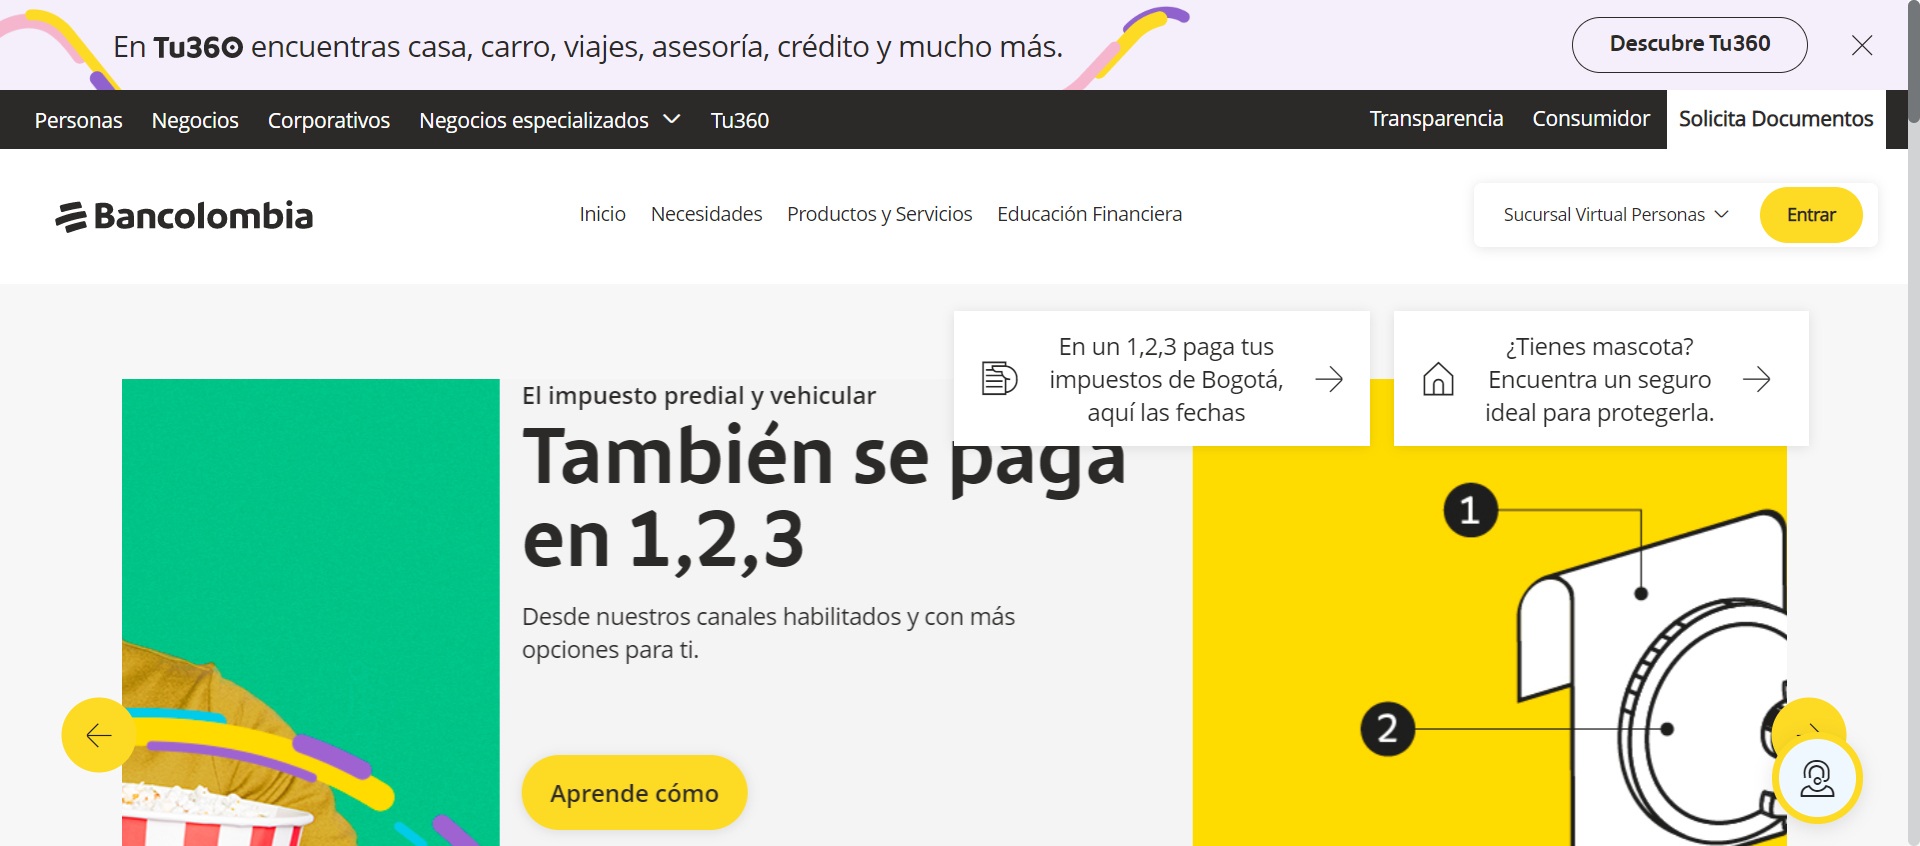 En Tu360 encuentras casa, carro, viajes, asesoría, crédito y mucho más.
Descubre Tu360
Personas
Negocios
Corporativos
Negocios especializados
Tu360
Transparencia
Consumidor
Solicita Documentos
Bancolombia
Inicio
Necesidades
Productos y Servicios
Educación Financiera
Sucursal Virtual Personas
Entrar
En un 1,2,3 paga tus
impuestos de Bogotá,
aquí las fechas
¿Tienes mascota?
Encuentra un seguro
ideal para protegerla.
El impuesto predial y vehicular
También se paga
en 1,2,3
Desde nuestros canales habilitados y con más
opciones para ti.
Aprende cómo
1
2